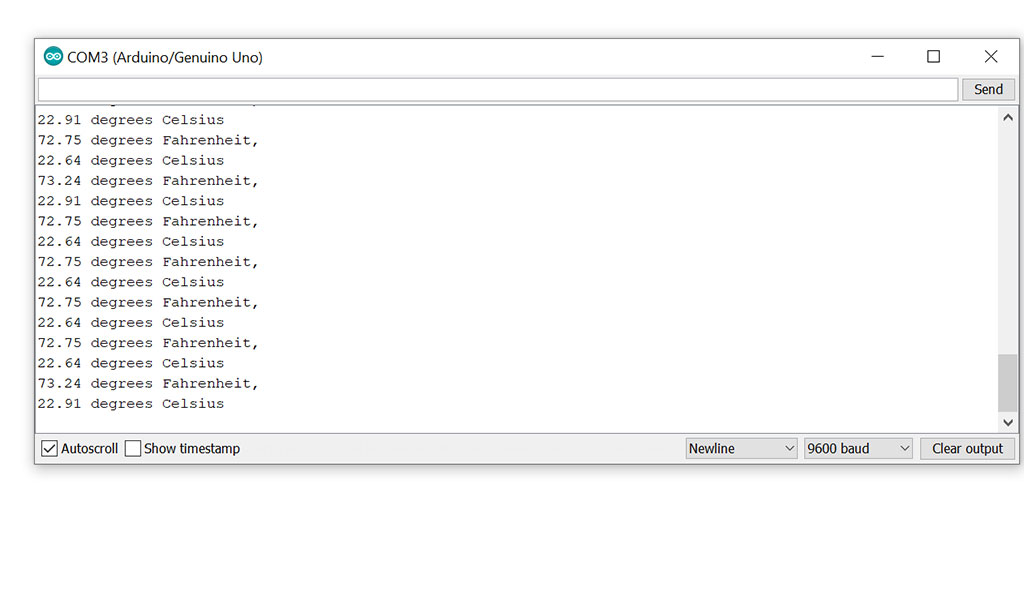 COM3 (Arduino/Genuino Uno)
Send
22.91 degrees Celsius
72.75 degrees Fahrenheit,
22.64 degrees Celsius
73.24 degrees Fahrenheit,
22.91 degrees Celsius
72.75 degrees Fahrenheit,
22.64 degrees Celsius
72.75 degrees Fahrenheit,
22.64 degrees Celsius
72.75 degrees Fahrenheit,
22.64 degrees Celsius
72.75 degrees Fahrenheit,
22.64 degrees Celsius
73.24 degrees Fahrenheit,
22.91 degrees Celsius
Autoscroll Show timestamp Newline 9600 baud Clear output